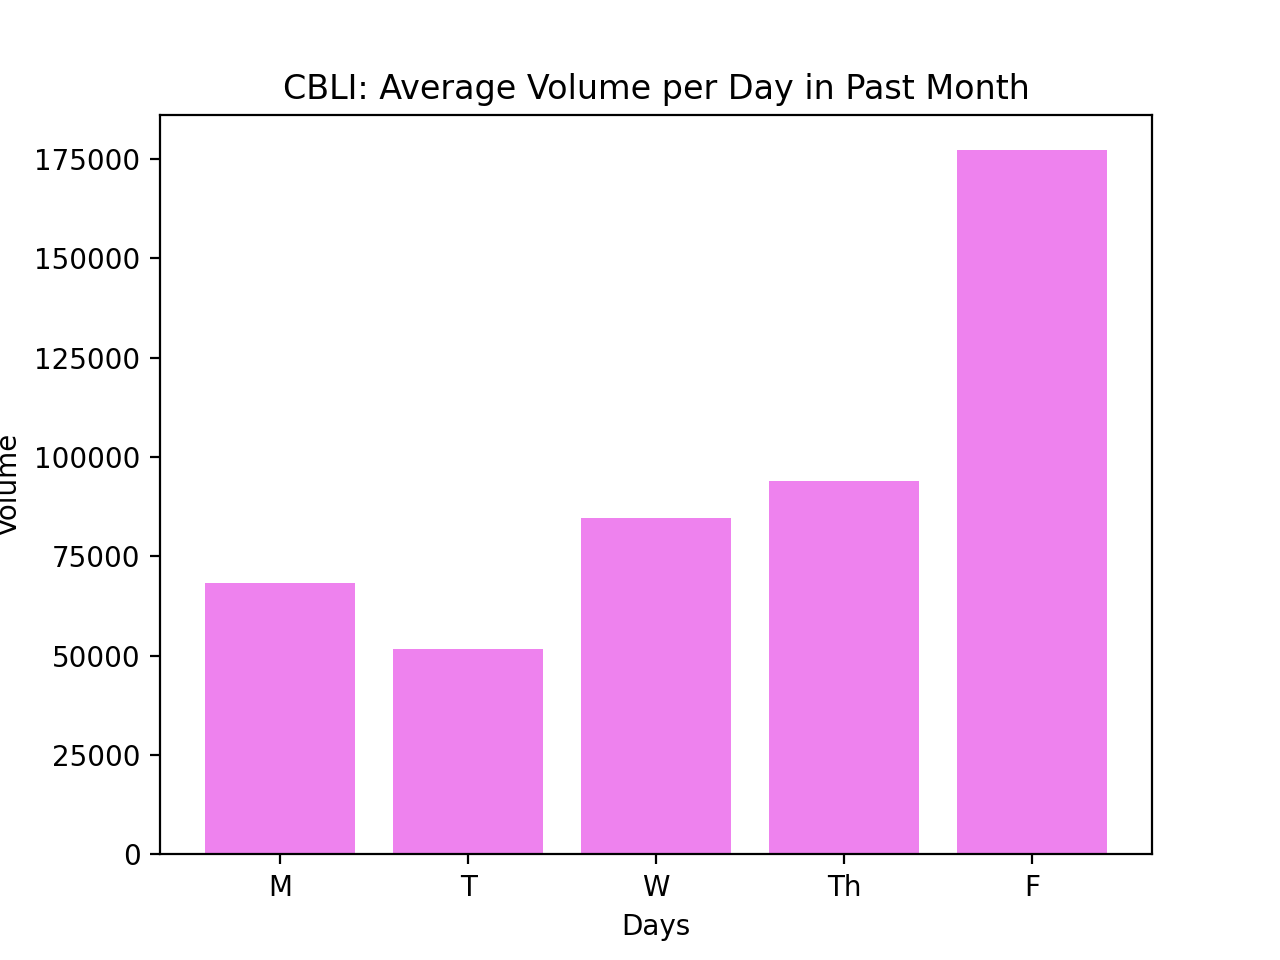 CBLI: Average Volume per Day in Past Month
Volume
175000
150000
125000
100000
75000
50000
25000
0
M T W Th F
Days